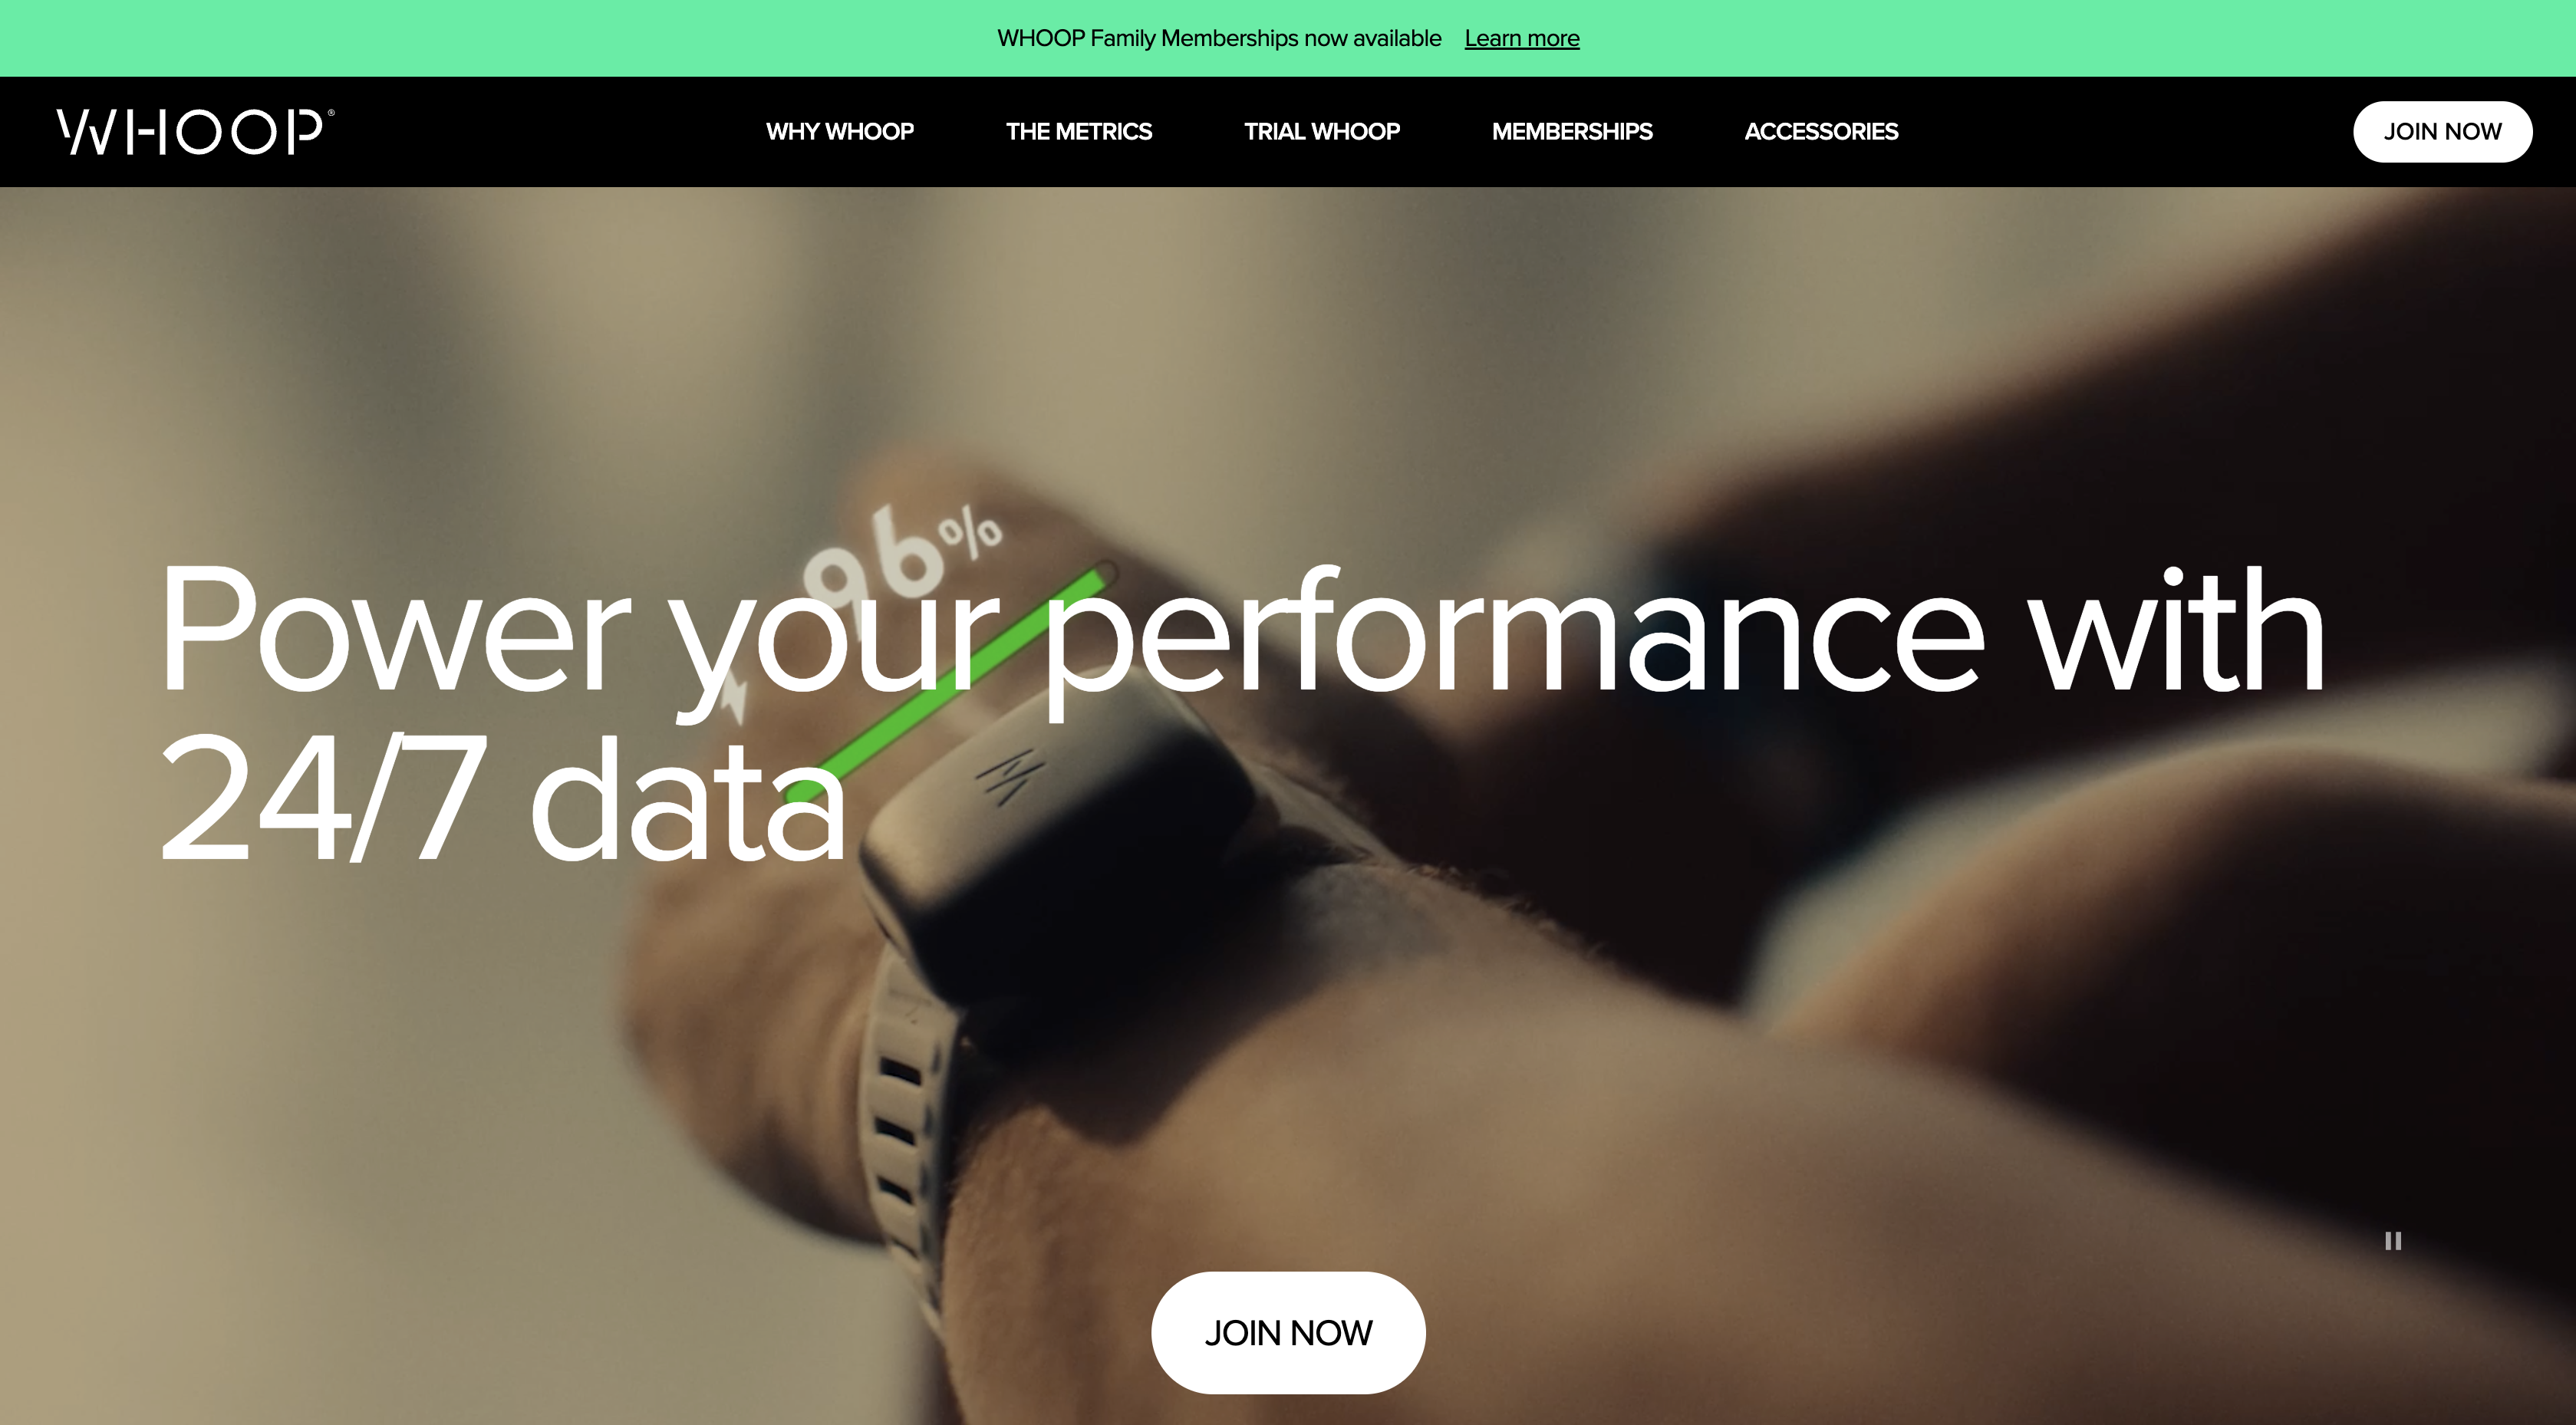 WHOOP Family Memberships now available Learn more
WHOOP® WHY WHOOP THE METRICS TRIAL WHOOP MEMBERSHIPS ACCESSORIES JOIN NOW
96%
Power your performance with
24/7 data
JOIN NOW